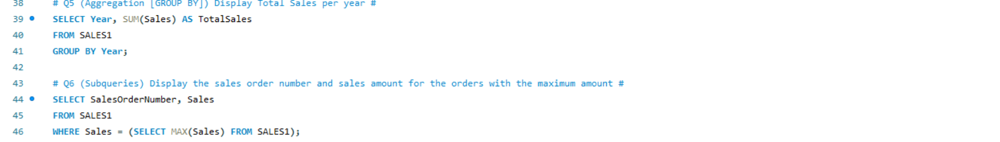 38 # Q5 (Aggregation [GROUP BY]) Display Total Sales per year #
39 SELECT Year, SUM(Sales) AS TotalSales
40 FROM SALES1
41 GROUP BY Year;
42
43 # Q6 (Subqueries) Display the sales order number and sales amount for the orders with the maximum amount #
44 SELECT SalesOrderNumber, Sales
45 FROM SALES1
46 WHERE Sales = (SELECT MAX(Sales) FROM SALES1);